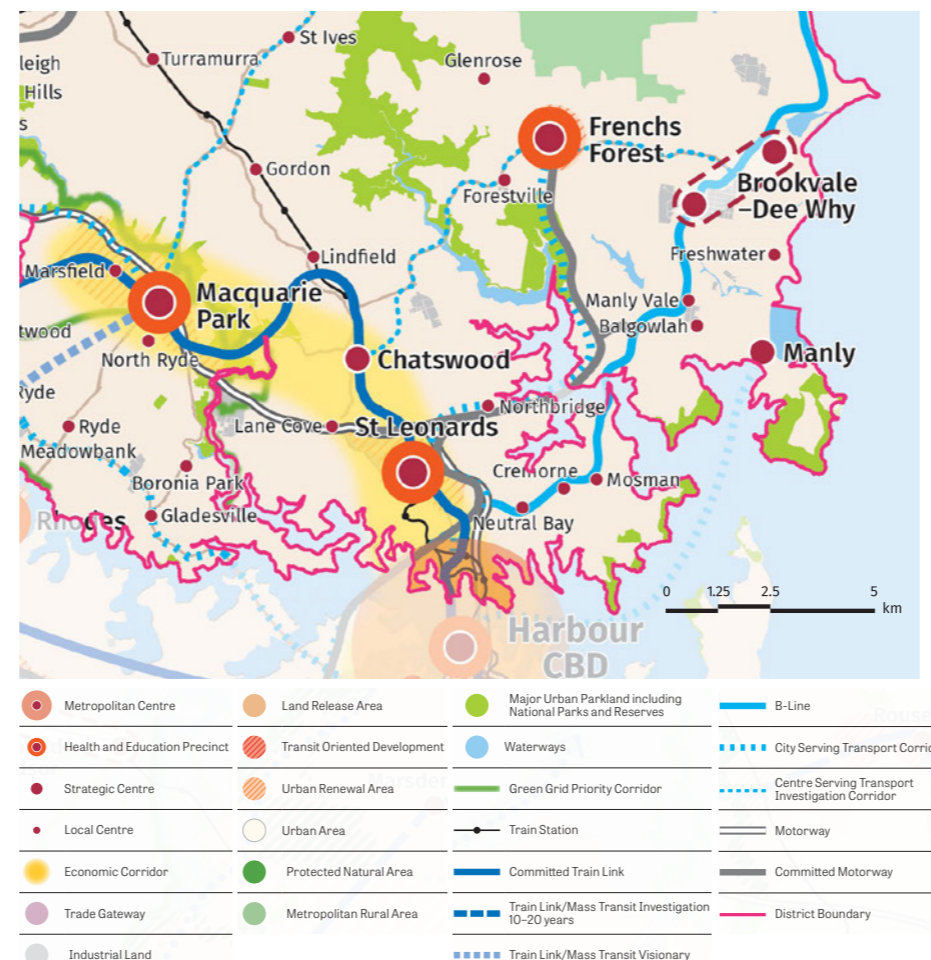 St Ives
Turramurra
Glenrose
leigh
Hills
s
Frenchs
Forest
Gordon
Forestville
Brookvale
–Dee Why
Lindfield
Freshwater
Marsfield
Macquarie
Park
Manly Vale
Balgowlah
twood
North Ryde
Chatswood
Manly
Ryde
Northbridge
Lane Cove
St Leonards
Ryde
Meadowbank
Cremorne
Mosman
Boronia Park
Gladesville
Rhodes
Neutral Bay
0 1.25 2.5 5
km
Harbour
CBD
Metropolitan Centre
Health and Education Precinct
Strategic Centre
Local Centre
Economic Corridor
Trade Gateway
Industrial Land
Land Release Area
Transit Oriented Development
Urban Renewal Area
Urban Area
Protected Natural Area
Metropolitan Rural Area
Major Urban Parkland including
National Parks and Reserves
Waterways
Green Grid Priority Corridor
Train Station
Committed Train Link
Train Link/Mass Transit Investigation
10–20 years
Train Link/Mass Transit Visionary
B-Line
City Serving Transport Corric
Centre Serving Transport
Investigation Corridor
Motorway
Committed Motorway
District Boundary